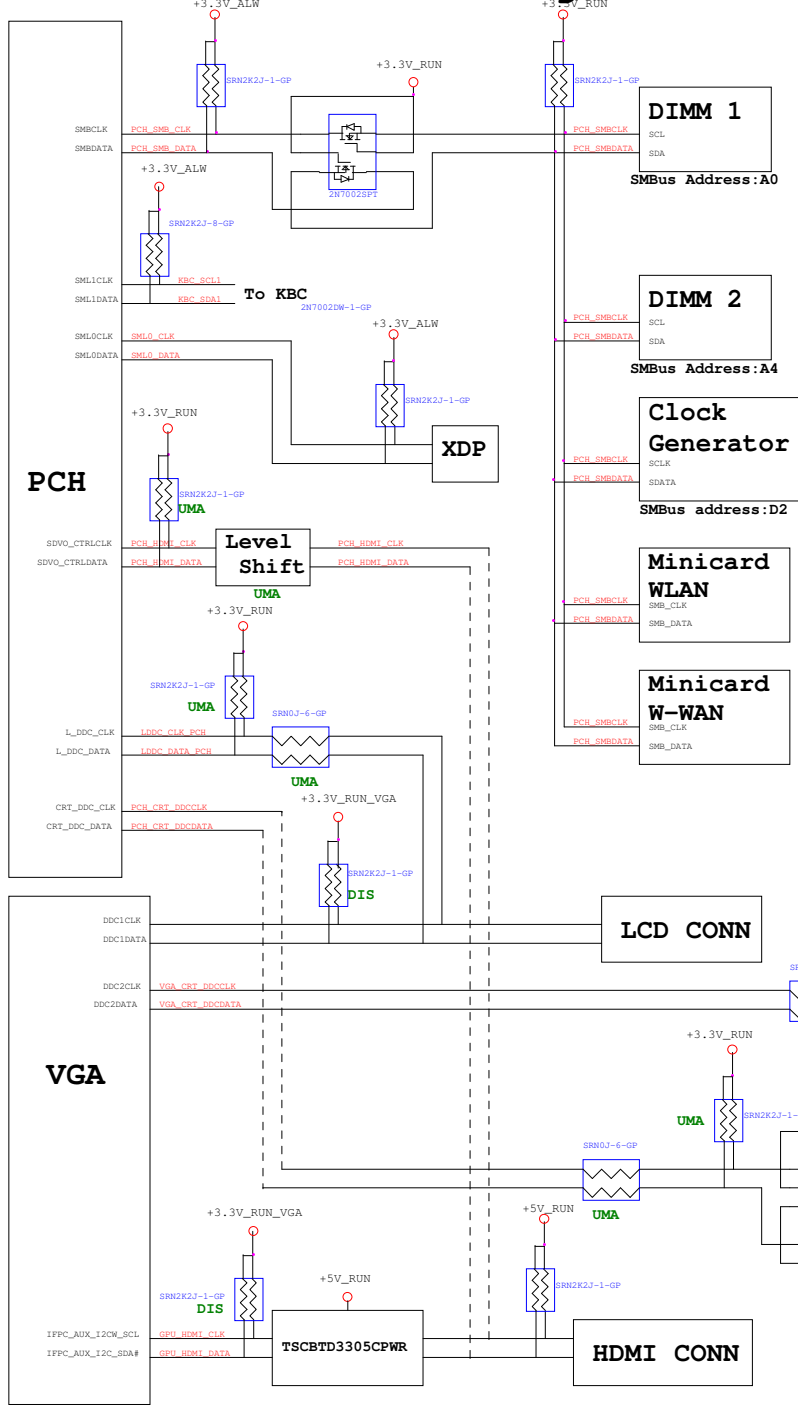 +3.3V_ALW
+3.3V_RUN
SRN2K2J-1-GP
+3.3V_RUN
SRN2K2J-1-GP
DIMM 1
SMBCLK
PCH_SMB_CLK
PCH_SMBCLK
SCL
SMBDATA
PCH_SMB_DATA
PCH_SMBDATA
SDA
+3.3V_ALW
SMBus Address:A0
2N7002SPT
SRN2K2J-8-GP
SML1CLK
KBC_SCL1
To KBC
SML1DATA
KBC_SDA1
2N7002DW-1-GP
DIMM 2
+3.3V_ALW
PCH_SMBCLK
SCL
SML0CLK
SML0_CLK
PCH_SMBDATA
SDA
SML0DATA
SML0_DATA
SMBus Address:A4
SRN2K2J-1-GP
+3.3V_RUN
Clock
Generator
XDP
PCH_SMBCLK
SCLK
PCH_SMBDATA
SDATA
PCH
SRN2K2J-1-GP
UMA
SMBus address:D2
SDVO_CTRLCLK
PCH_HDMI_CLK
Level
Shift
PCH_HDMI_CLK
SDVO_CTRLDATA
PCH_HDMI_DATA
PCH_HDMI_DATA
UMA
Minicard
WLAN
PCH_SMBCLK
SMB_CLK
PCH_SMBDATA
SMB_DATA
+3.3V_RUN
SRN2K2J-1-GP
UMA
Minicard
W-WAN
PCH_SMBCLK
SMB_CLK
PCH_SMBDATA
SMB_DATA
SRN0J-6-GP
L_DDC_CLK
LDDC_CLK_PCH
L_DDC_DATA
LDDC_DATA_PCH
UMA
+3.3V_RUN_VGA
CRT_DDC_CLK
PCH_CRT_DDCCLK
CRT_DDC_DATA
PCH_CRT_DDCDATA
SRN2K2J-1-GP
DIS
DDC1CLK
DDC1DATA
LCD CONN
DDC2CLK
VGA_CRT_DDCCLK
DDC2DATA
VGA_CRT_DDCDATA
+3.3V_RUN
VGA
UMA
SRN2K2J-1-
SRN0J-6-GP
UMA
+3.3V_RUN_VGA
+5V_RUN
+5V_RUN
SRN2K2J-1-GP
DIS
SRN2K2J-1-GP
IFPC_AUX_I2CW_SCL
GPU_HDMI_CLK
IFPC_AUX_I2C_SDA#
GPU_HDMI_DATA
TSCBTD3305CPWR
HDMI CONN